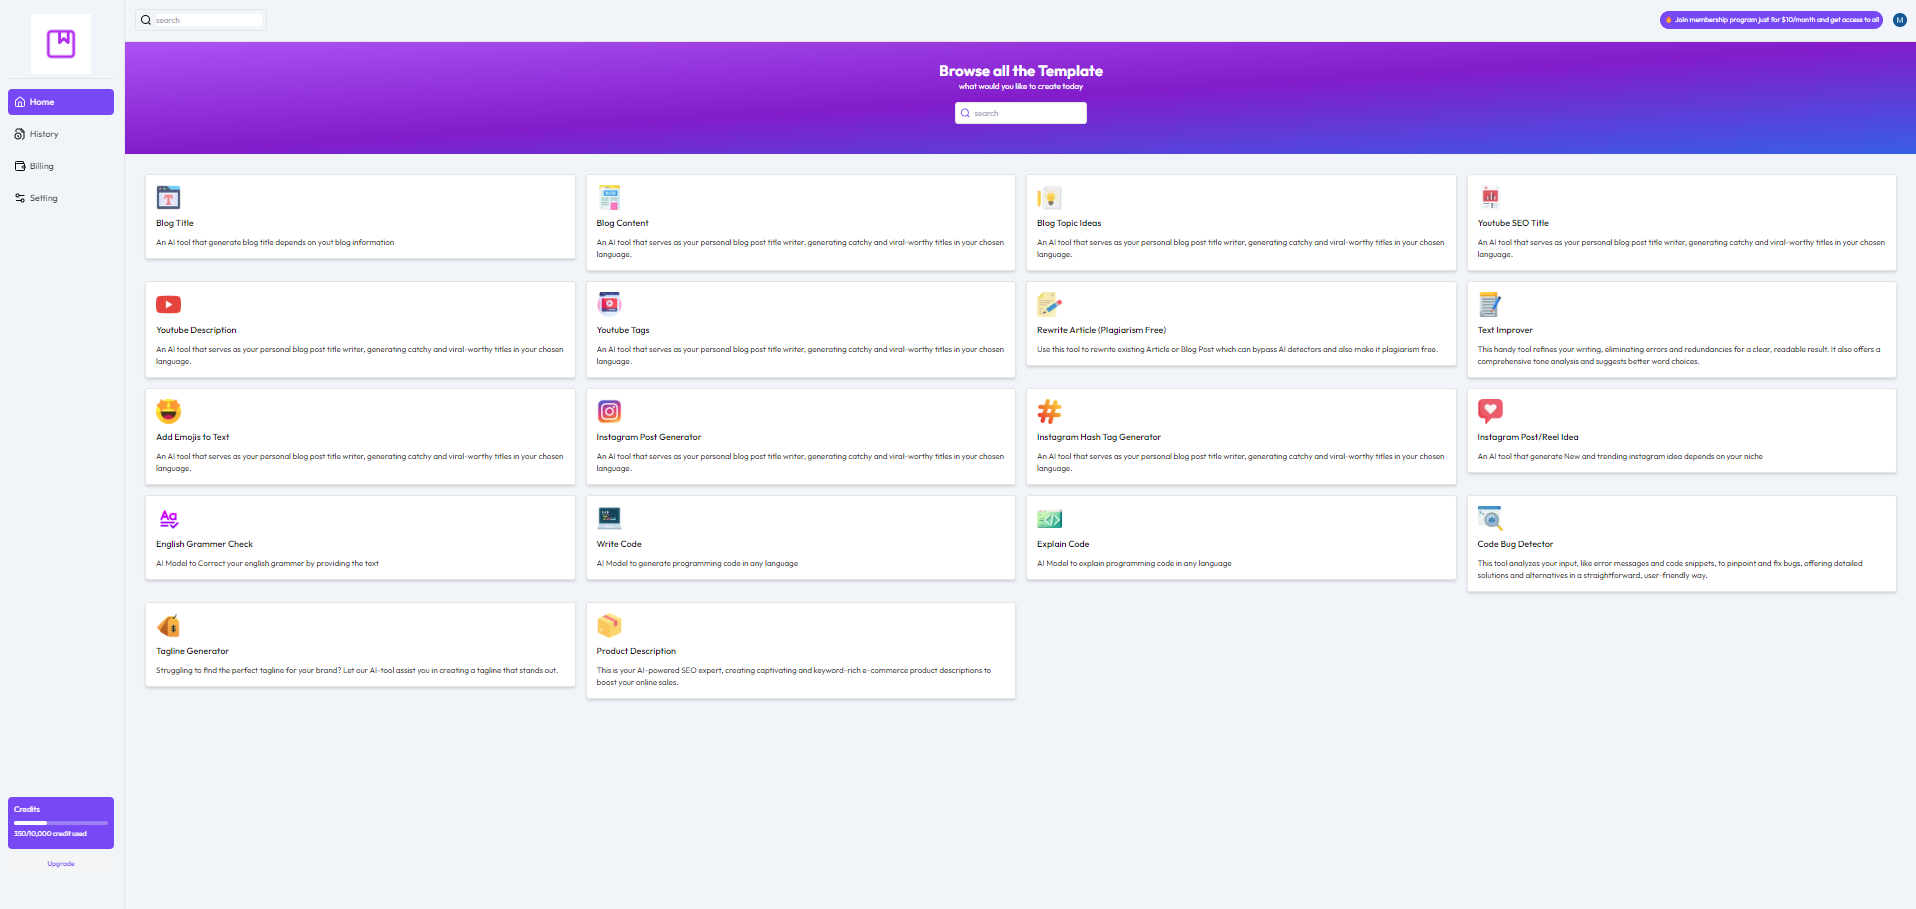 search
🔥 Join membership program just for $10/month and get access to all
M
Home
History
Billing
Setting
Browse all the Template
what would you like to create today
search
Blog Title
An AI tool that generate blog title depends on yout blog information
Blog Content
An AI tool that serves as your personal blog post title writer, generating catchy and viral-worthy titles in your chosen
language.
Blog Topic Ideas
An AI tool that serves as your personal blog post title writer, generating catchy and viral-worthy titles in your chosen
language.
Youtube SEO Title
An AI tool that serves as your personal blog post title writer, generating catchy and viral-worthy titles in your chosen
language.
Youtube Description
An AI tool that serves as your personal blog post title writer, generating catchy and viral-worthy titles in your chosen
language.
Youtube Tags
An AI tool that serves as your personal blog post title writer, generating catchy and viral-worthy titles in your chosen
language.
Rewrite Article (Plagiarism Free)
Use this tool to rewrite existing Article or Blog Post which can bypass AI detectors and also make it plagiarism free.
Text Improver
This handy tool refines your writing, eliminating errors and redundancies for a clear, readable result. It also offers a
comprehensive tone analysis and suggests better word choices.
Add Emojis to Text
An AI tool that serves as your personal blog post title writer, generating catchy and viral-worthy titles in your chosen
language.
Instagram Post Generator
An AI tool that serves as your personal blog post title writer, generating catchy and viral-worthy titles in your chosen
language.
Instagram Hash Tag Generator
An AI tool that serves as your personal blog post title writer, generating catchy and viral-worthy titles in your chosen
language.
Instagram Post/Reel Idea
An AI tool that generate New and trending instagram idea depends on your niche
Aa
English Grammer Check
AI Model to Correct your english grammer by providing the text
Write Code
AI Model to generate programming code in any language
Explain Code
AI Model to explain programming code in any language
Code Bug Detector
This tool analyzes your input, like error messages and code snippets, to pinpoint and fix bugs, offering detailed
solutions and alternatives in a straightforward, user-friendly way.
Tagline Generator
Struggling to find the perfect tagline for your brand? Let our AI-tool assist you in creating a tagline that stands out.
Product Description
This is your AI-powered SEO expert, creating captivating and keyword-rich e-commerce product descriptions to
boost your online sales.
Credits
350/10,000 credit used
Upgrade